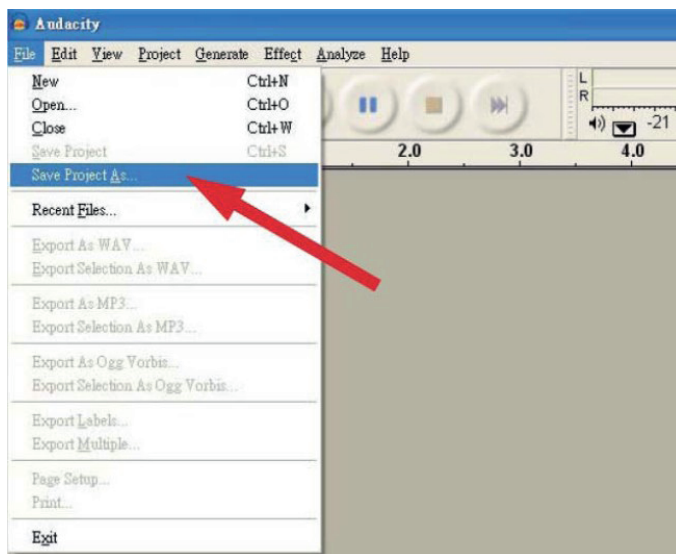 Audacity
File Edit View Project Generate Effect Analyze Help
New Ctrl+N
Open... Ctrl+O
Close Ctrl+W
Save Project Ctrl+S
Save Project As...
Recent Files...
Export As WAV...
Export Selection As WAV...
Export As MP3...
Export Selection As MP3...
Export As Ogg Vorbis...
Export Selection As Ogg Vorbis...
Export Labels...
Export Multiple...
Page Setup...
Print...
Exit
L
R
-21
2.0 3.0 4.0